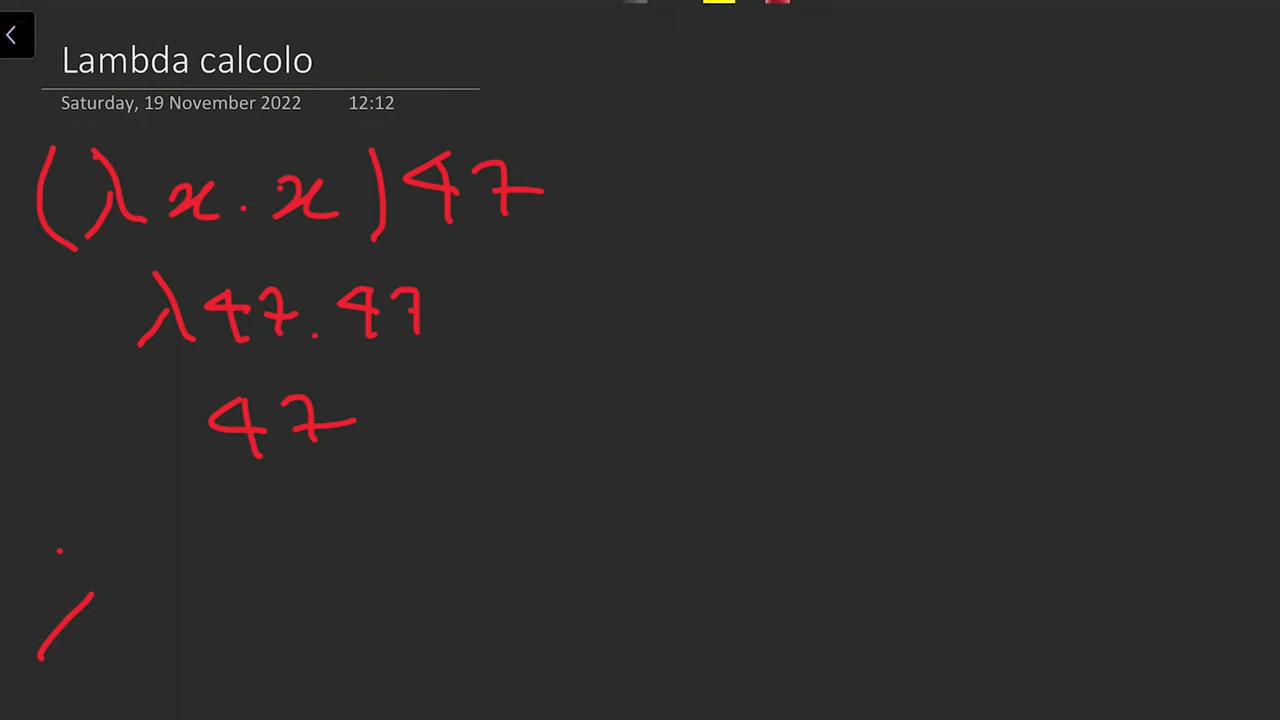 Lambda calcolo
Saturday, 19 November 2022 12:12
(λx.x)47
λ47.47
47